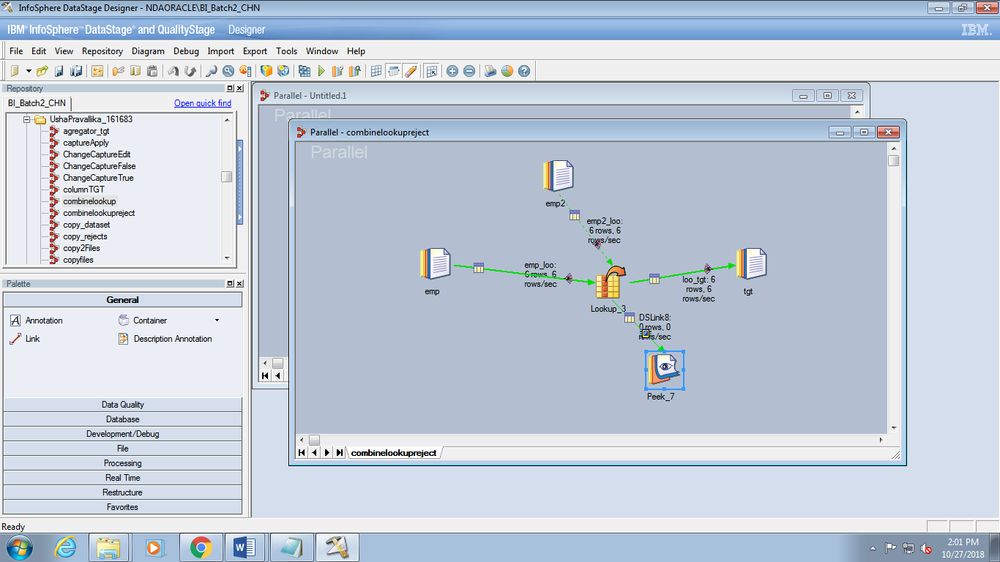 InfoSphere DataStage Designer - NDAORACLE\BI_Batch2_CHN
IBM® InfoSphere™ DataStage® and QualityStage Designer
IBM.
File Edit View Repository Diagram Debug Import Export Tools Window Help
Repository
BI_Batch2_CHN Open quick find
UshaPravallika_161683
agregator_tgt
captureApply
ChangeCaptureEdit
ChangeCaptureFalse
ChangeCaptureTrue
columnTGT
combinelookup
combinelookupreject
copy_dataset
copy_rejects
copy2Files
copyfiles
Palette
General
Annotation Container
Link Description Annotation
Data Quality
Database
Development/Debug
File
Processing
Real Time
Restructure
Favorites
Parallel - Untitled.1
Parallel
Parallel - combinelookupreject
Parallel
emp2
emp2_loo:
6 rows, 6
rows/sec
emp
emp_loo:
6 rows, 6
rows/sec
Lookup_3
loo_tgt: 6
rows, 6
rows/sec
tgt
DSLink8:
0 rows, 0
rows/sec
Peek_7
combinelookupreject
Ready
2:01 PM
10/27/2018